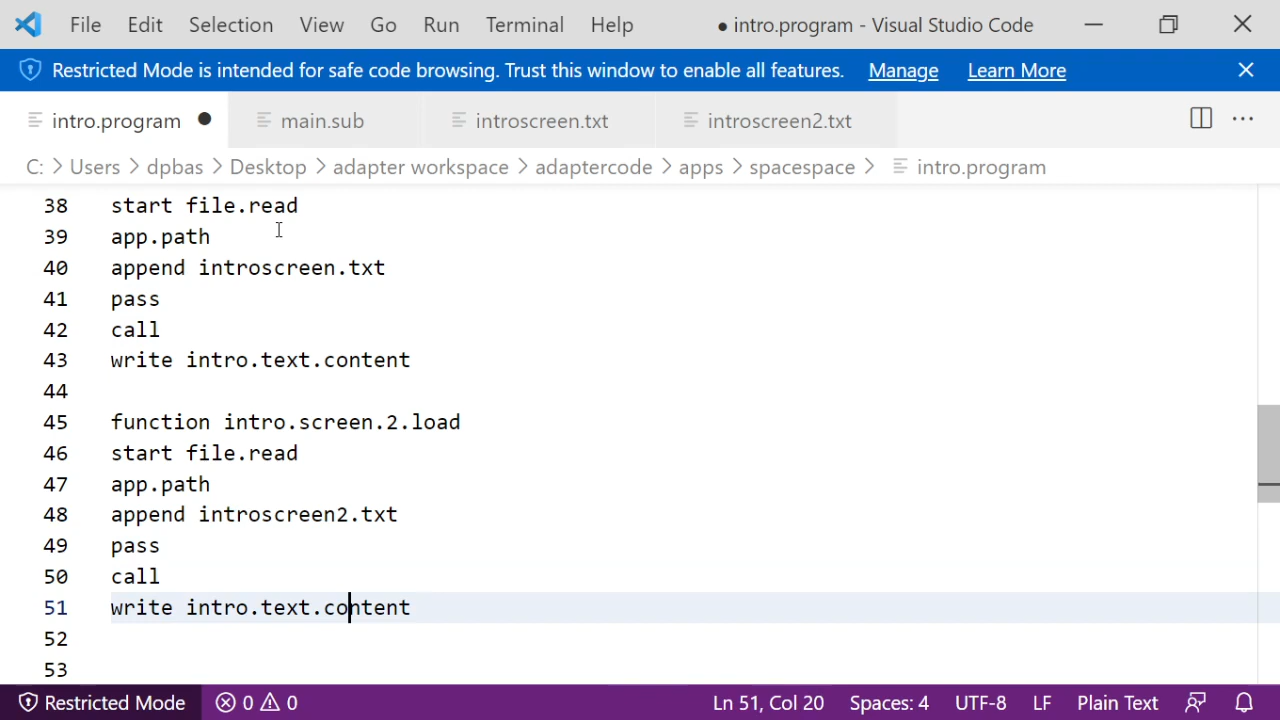 File Edit Selection View Go Run Terminal Help ● intro.program - Visual Studio Code
Restricted Mode is intended for safe code browsing. Trust this window to enable all features. Manage Learn More
intro.program main.sub introscreen.txt introscreen2.txt
C: > Users > dpbas > Desktop > adapter workspace > adaptercode > apps > spacespace > intro.program
38 start file.read
39 app.path
40 append introscreen.txt
41 pass
42 call
43 write intro.text.content
44
45 function intro.screen.2.load
46 start file.read
47 app.path
48 append introscreen2.txt
49 pass
50 call
51 write intro.text.content
52
53
Restricted Mode 0 0 Ln 51, Col 20 Spaces: 4 UTF-8 LF Plain Text